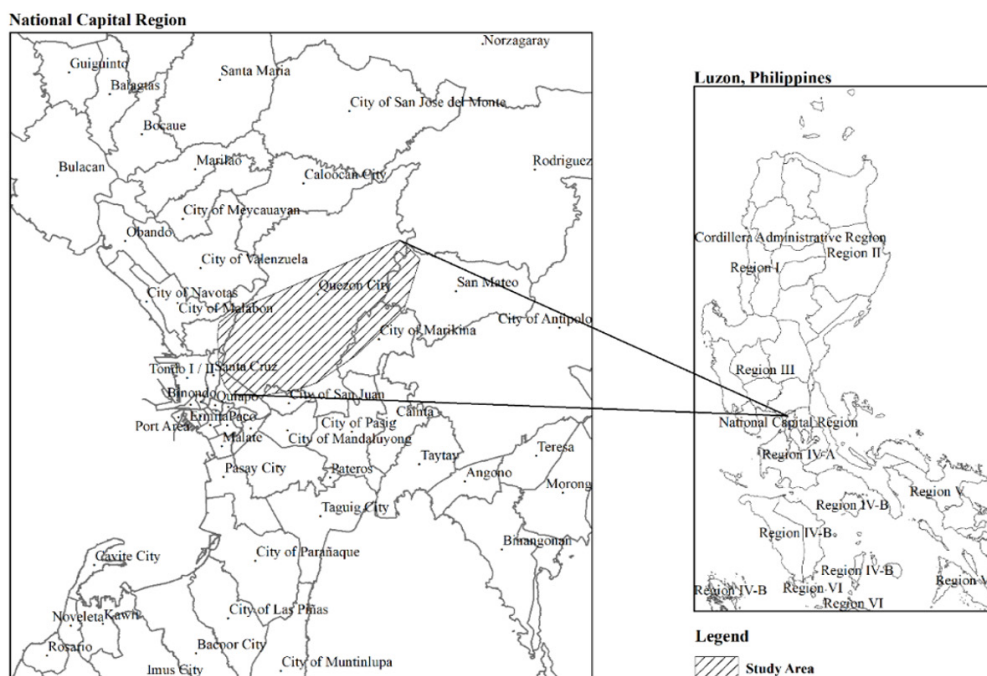 National Capital Region
Norzagaray
Guiguinto
Santa Maria
Balagtas
City of San Jose del Monte
Bocaue
Bulacan
Marilao
Rodriguez
Caloocan City
City of Meycauayan
Obando
City of Valenzuela
Quezon City
San Mateo
City of Navotas
City of Malabon
City of Antipolo
City of Marikina
Tondo I / II
Santa Cruz
Binondo
Quiapo
City of San Juan
Cainta
Ermita
Paco
City of Pasig
Port Area
Malate
City of Mandaluyong
Teresa
Taytay
Pasay City
Pateros
Angono
Morong
Taguig City
Binangonan
City of Parañaque
Cavite City
City of Las Piñas
Noveleta
Kawit
Rosario
Bacoor City
Imus City
City of Muntinlupa
Luzon, Philippines
Cordillera Administrative Region
Region II
Region I
Region III
National Capital Region
Region IV-A
Region V
Region IV-B
Region IV-B
Region IV-B
Region IV-B
Region VI
Region V
Region VI
Legend
Study Area